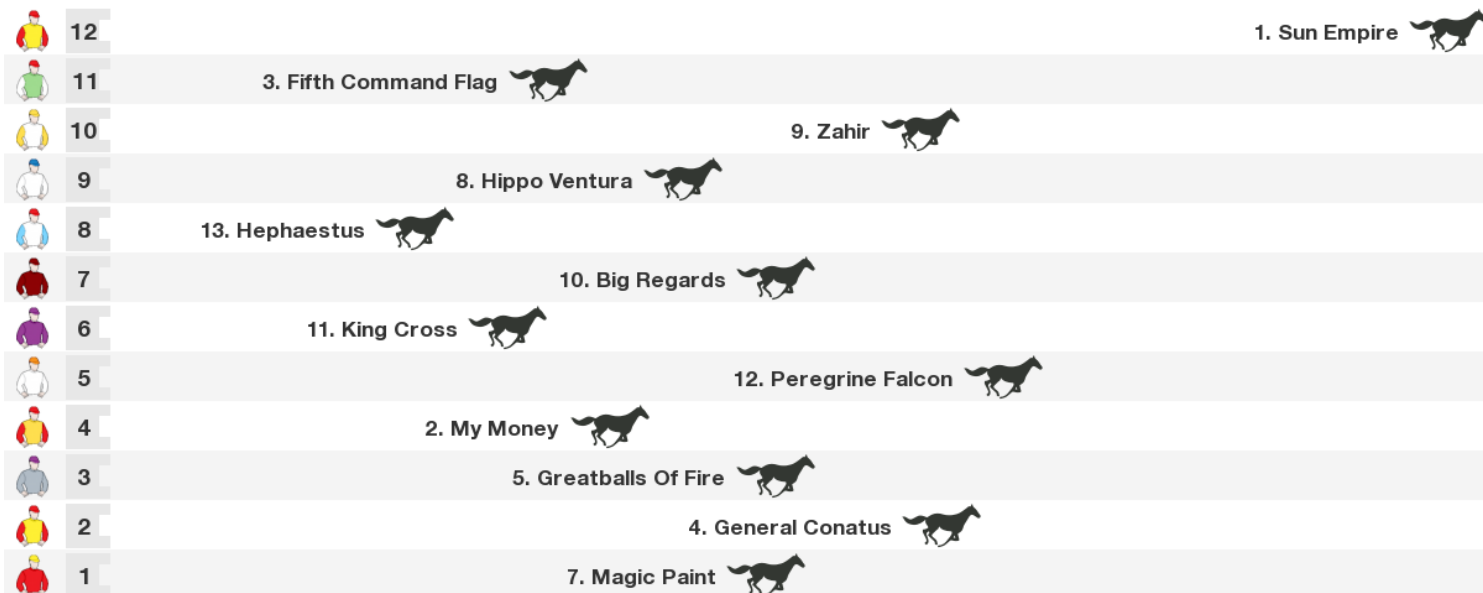 12 1. Sun Empire
11 3. Fifth Command Flag
10 9. Zahir
9 8. Hippo Ventura
8 13. Hephaestus
7 10. Big Regards
6 11. King Cross
5 12. Peregrine Falcon
4 2. My Money
3 5. Greatballs Of Fire
2 4. General Conatus
1 7. Magic Paint